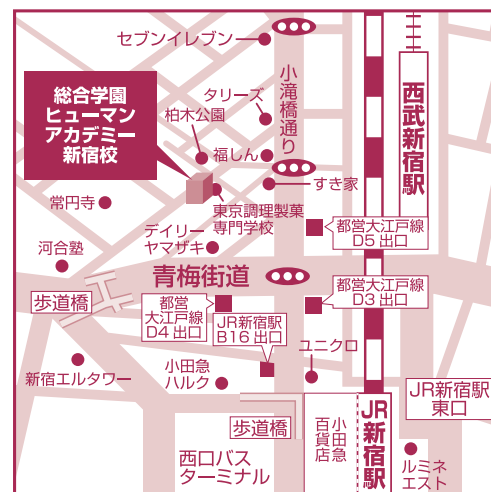 セブンイレブン
小滝橋通り
総合学園
ヒューマン
アカデミー
新宿校
タリーズ
柏木公園
西武新宿駅
福しん
すき家
常円寺
東京調理製菓
専門学校
都営大江戸線
D5 出口
デイリー
ヤマザキ
河合塾
青梅街道
歩道橋
都営
大江戸線
D4 出口
都営大江戸線
D3 出口
JR新宿駅
B16 出口
ユニクロ
新宿エルタワー
小田急
ハルク
JR新宿駅
東口
歩道橋
小田急
百貨店
JR新宿駅
西口バス
ターミナル
ルミネ
エスト